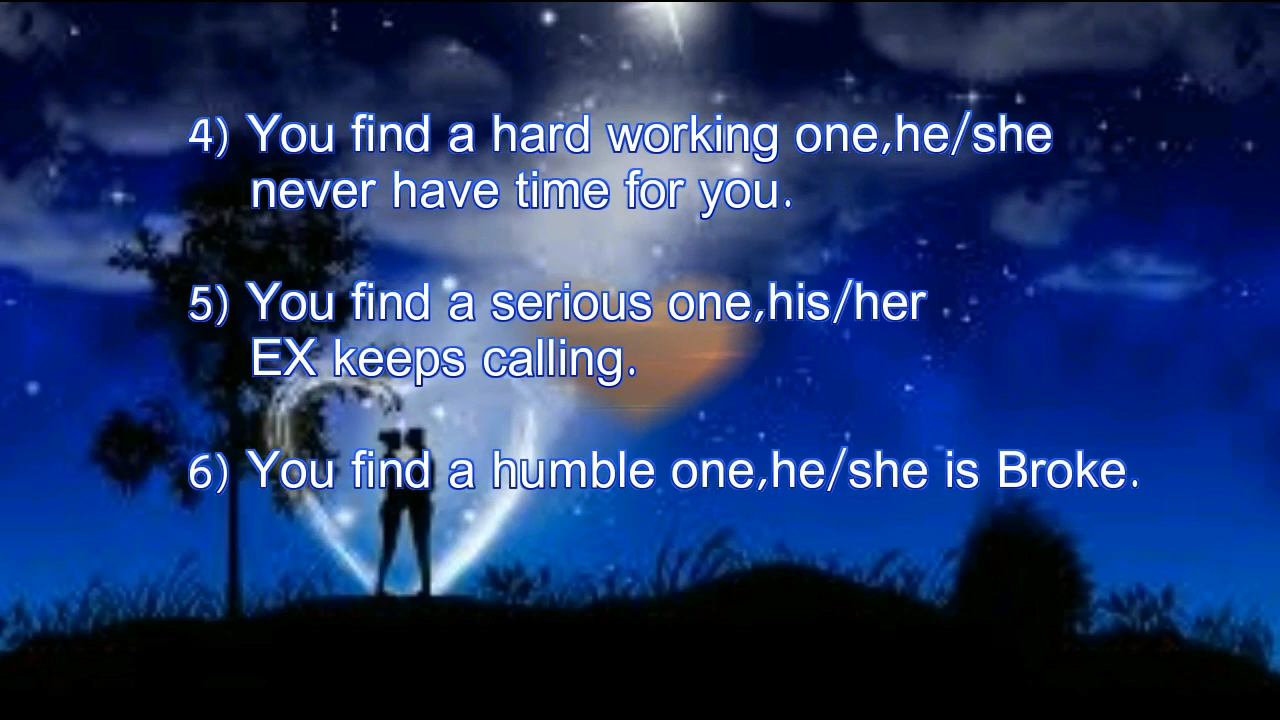 4) You find a hard working one,he/she
never have time for you.
5) You find a serious one,his/her
EX keeps calling.
6) You find a humble one,he/she is Broke.